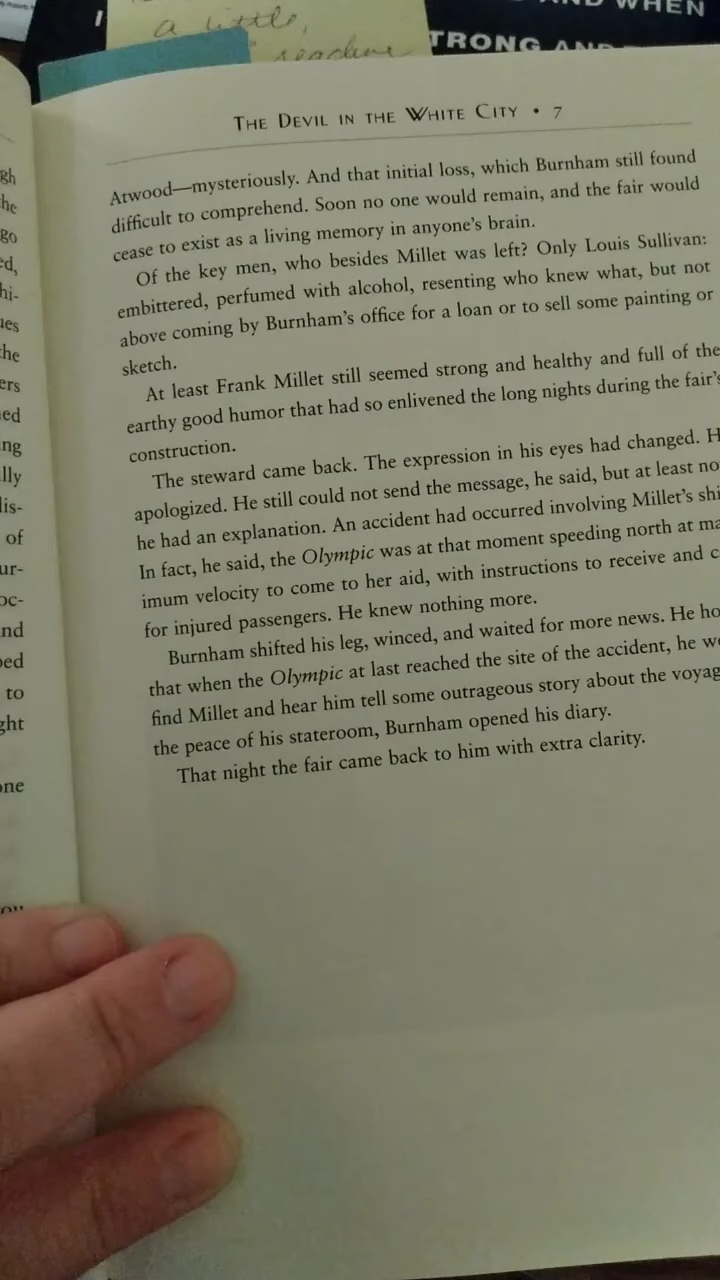 AND WHEN
a little,
reading
TRONG AND
THE DEVIL IN THE WHITE CITY • 7
Atwood—mysteriously. And that initial loss, which Burnham still found
difficult to comprehend. Soon no one would remain, and the fair would
cease to exist as a living memory in anyone's brain.
Of the key men, who besides Millet was left? Only Louis Sullivan:
embittered, perfumed with alcohol, resenting who knew what, but not
above coming by Burnham's office for a loan or to sell some painting or
sketch.
At least Frank Millet still seemed strong and healthy and full of the
earthy good humor that had so enlivened the long nights during the fair's
construction.
The steward came back. The expression in his eyes had changed. H
apologized. He still could not send the message, he said, but at least no
he had an explanation. An accident had occurred involving Millet's shi
In fact, he said, the Olympic was at that moment speeding north at ma
imum velocity to come to her aid, with instructions to receive and c
for injured passengers. He knew nothing more.
Burnham shifted his leg, winced, and waited for more news. He ho
that when the Olympic at last reached the site of the accident, he wo
find Millet and hear him tell some outrageous story about the voyag
the peace of his stateroom, Burnham opened his diary.
That night the fair came back to him with extra clarity.
gh
he
go
ed,
hi-
ues
the
ers
ed
ng
lly
lis-
of
ur-
oc-
nd
ped
to
ght
one